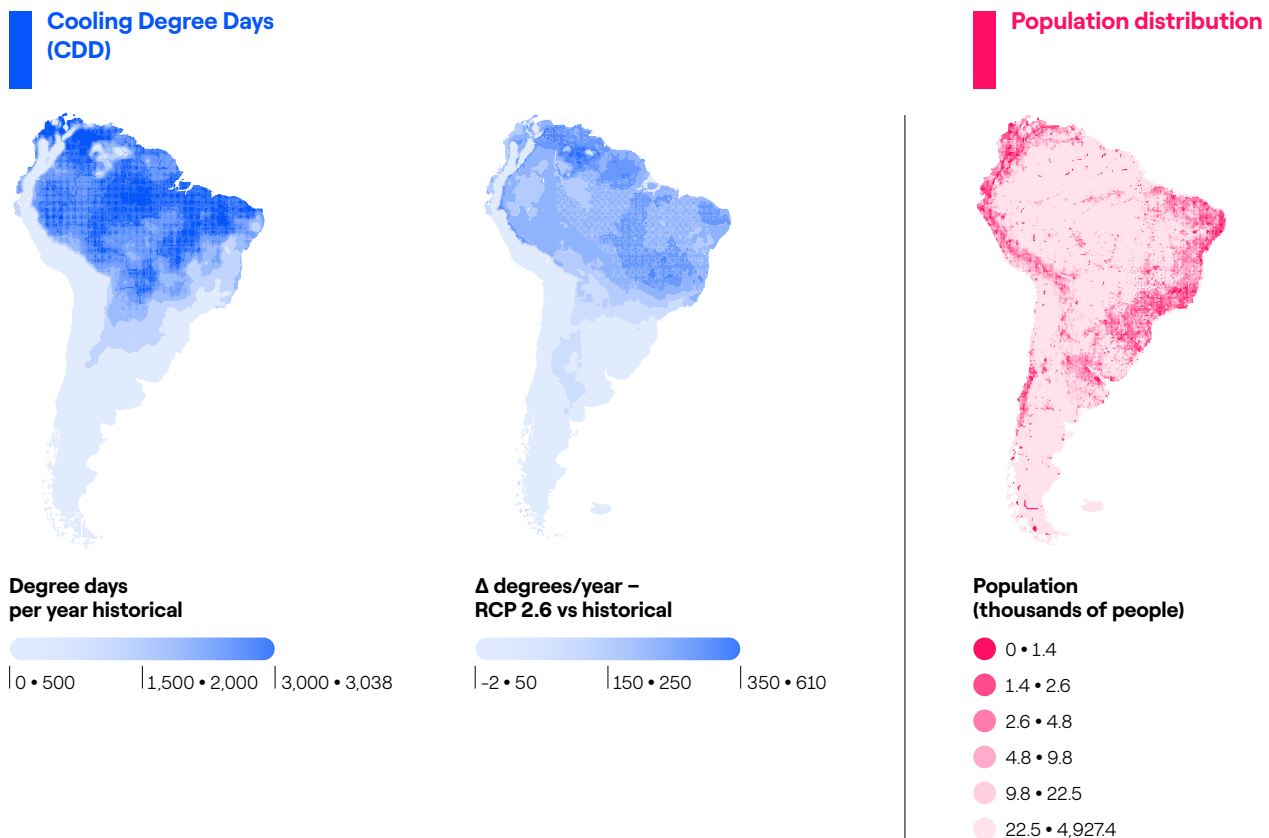 Cooling Degree Days
(CDD)
Population distribution
Degree days
per year historical
0 • 500
1,500 • 2,000
3,000 • 3,038
Δ degrees/year –
RCP 2.6 vs historical
-2 • 50
150 • 250
350 • 610
Population
(thousands of people)
0 • 1.4
1.4 • 2.6
2.6 • 4.8
4.8 • 9.8
9.8 • 22.5
22.5 • 4,927.4